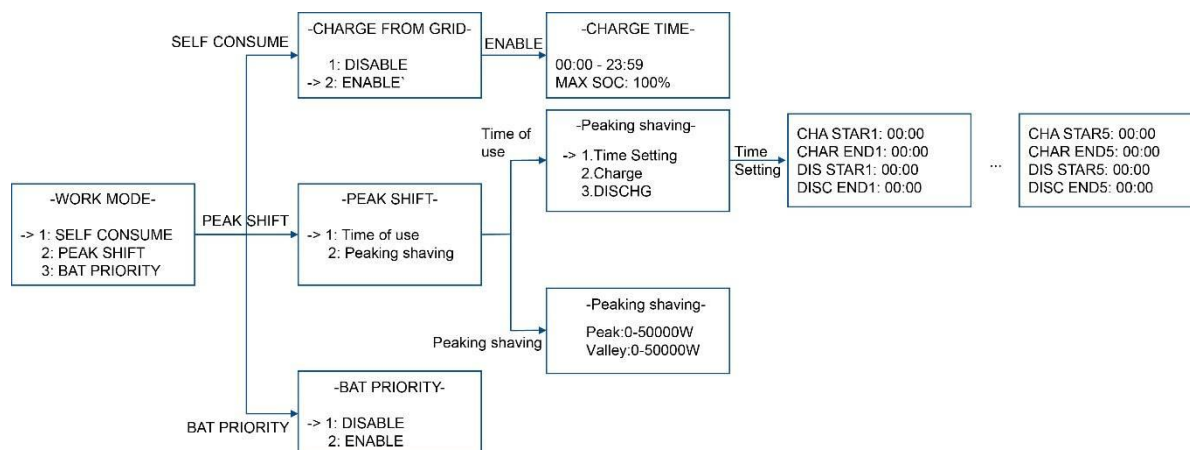 SELF CONSUME
-CHARGE FROM GRID-
1: DISABLE
-> 2: ENABLE`
ENABLE
-CHARGE TIME-
00:00 - 23:59
MAX SOC: 100%
-WORK MODE-
-> 1: SELF CONSUME
2: PEAK SHIFT
3: BAT PRIORITY
PEAK SHIFT
-PEAK SHIFT-
-> 1: Time of use
2: Peaking shaving
Time of
use
-Peaking shaving-
-> 1.Time Setting
2.Charge
3.DISCHG
Time
Setting
CHA STAR1: 00:00
CHAR END1: 00:00
DIS STAR1: 00:00
DISC END1: 00:00
...
CHA STAR5: 00:00
CHAR END5: 00:00
DIS STAR5: 00:00
DISC END5: 00:00
Peaking shaving
-Peaking shaving-
Peak:0-50000W
Valley:0-50000W
BAT PRIORITY
-BAT PRIORITY-
-> 1: DISABLE
2: ENABLE